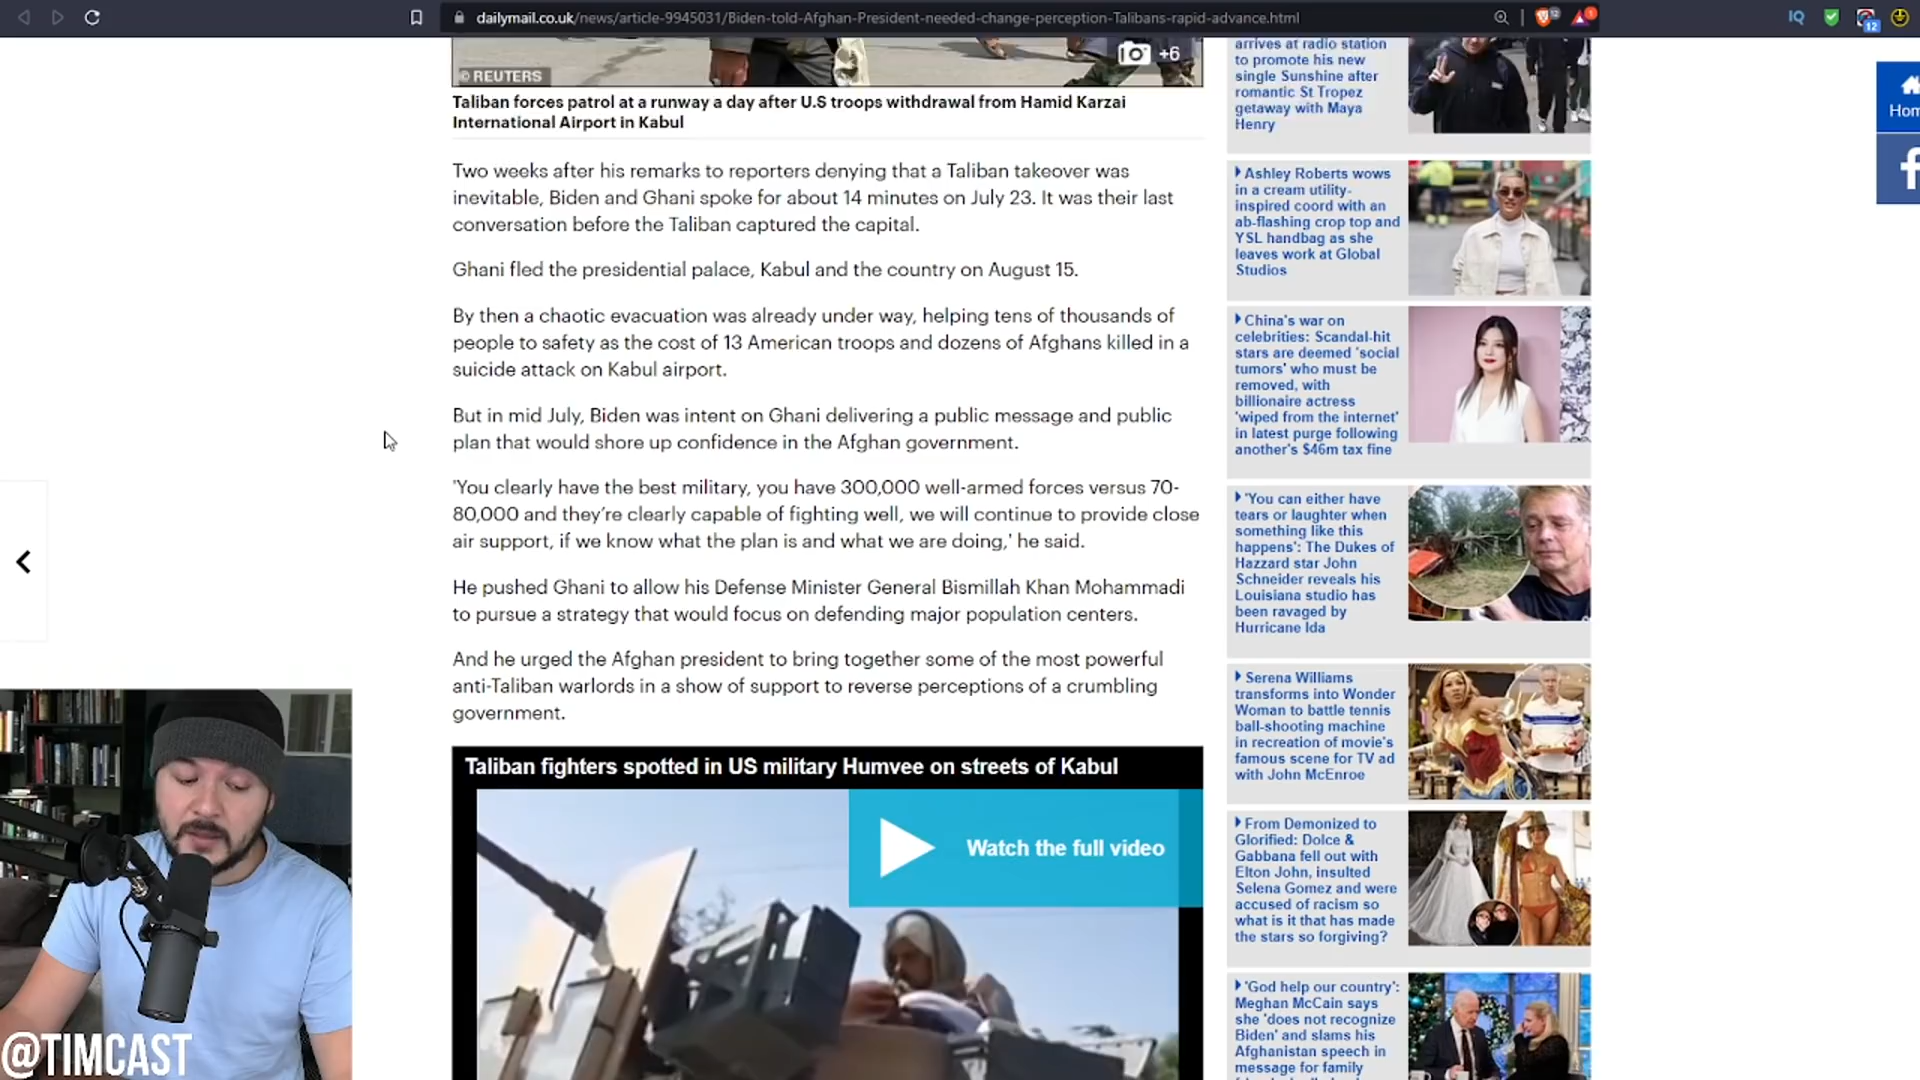 dailymail.co.uk/news/article-9945031/Biden-told-Afghan-President-needed-change-perception-Talibans-rapid-advance.html
12
1
IQ
12
© REUTERS
+6
Taliban forces patrol at a runway a day after U.S troops withdrawal from Hamid Karzai
International Airport in Kabul
Two weeks after his remarks to reporters denying that a Taliban takeover was
inevitable, Biden and Ghani spoke for about 14 minutes on July 23. It was their last
conversation before the Taliban captured the capital.
Ghani fled the presidential palace, Kabul and the country on August 15.
By then a chaotic evacuation was already under way, helping tens of thousands of
people to safety as the cost of 13 American troops and dozens of Afghans killed in a
suicide attack on Kabul airport.
But in mid July, Biden was intent on Ghani delivering a public message and public
plan that would shore up confidence in the Afghan government.
'You clearly have the best military, you have 300,000 well-armed forces versus 70-
80,000 and they're clearly capable of fighting well, we will continue to provide close
air support, if we know what the plan is and what we are doing,' he said.
He pushed Ghani to allow his Defense Minister General Bismillah Khan Mohammadi
to pursue a strategy that would focus on defending major population centers.
And he urged the Afghan president to bring together some of the most powerful
anti-Taliban warlords in a show of support to reverse perceptions of a crumbling
government.
Taliban fighters spotted in US military Humvee on streets of Kabul
Watch the full video
arrives at radio station
to promote his new
single Sunshine after
romantic St Tropez
getaway with Maya
Henry
Ashley Roberts wows
in a cream utility-
inspired coord with an
ab-flashing crop top and
YSL handbag as she
leaves work at Global
Studios
China's war on
celebrities: Scandal-hit
stars are deemed 'social
tumors' who must be
removed, with
billionaire actress
'wiped from the internet'
in latest purge following
another's $46m tax fine
'You can either have
tears or laughter when
something like this
happens': The Dukes of
Hazzard star John
Schneider reveals his
Louisiana studio has
been ravaged by
Hurricane Ida
Serena Williams
transforms into Wonder
Woman to battle tennis
ball-shooting machine
in recreation of movie's
famous scene for TV ad
with John McEnroe
From Demonized to
Glorified: Dolce &
Gabbana fell out with
Elton John, insulted
Selena Gomez and were
accused of racism so
what is it that has made
the stars so forgiving?
'God help our country':
Meghan McCain says
she 'does not recognize
Biden' and slams his
Afghanistan speech in
message for family
Hom
f
@TIMCAST